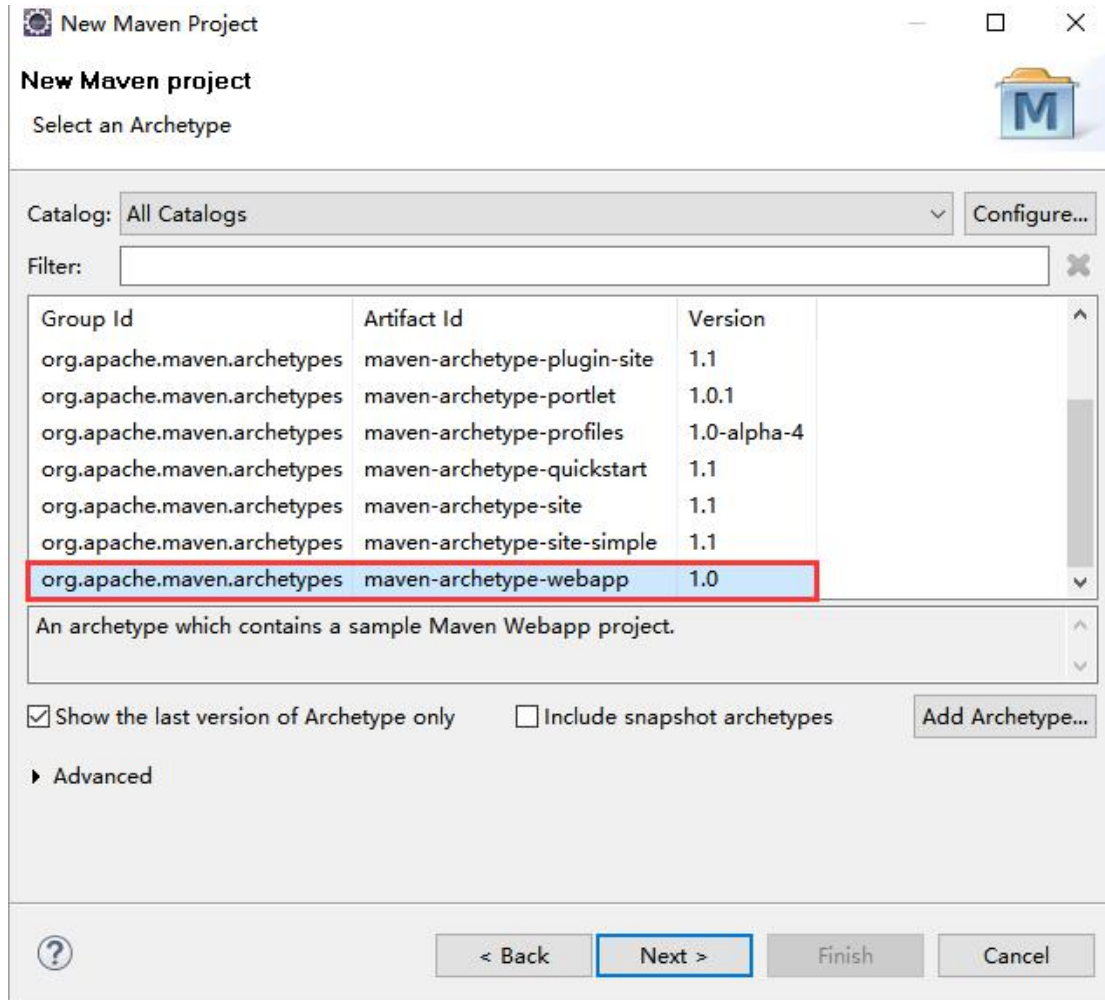 New Maven Project
New Maven project
Select an Archetype
M
Catalog: All Catalogs Configure...
Filter:
Group Id Artifact Id Version
org.apache.maven.archetypes maven-archetype-plugin-site 1.1
org.apache.maven.archetypes maven-archetype-portlet 1.0.1
org.apache.maven.archetypes maven-archetype-profiles 1.0-alpha-4
org.apache.maven.archetypes maven-archetype-quickstart 1.1
org.apache.maven.archetypes maven-archetype-site 1.1
org.apache.maven.archetypes maven-archetype-site-simple 1.1
org.apache.maven.archetypes maven-archetype-webapp 1.0
An archetype which contains a sample Maven Webapp project.
Show the last version of Archetype only Include snapshot archetypes Add Archetype...
Advanced
? < Back Next > Finish Cancel